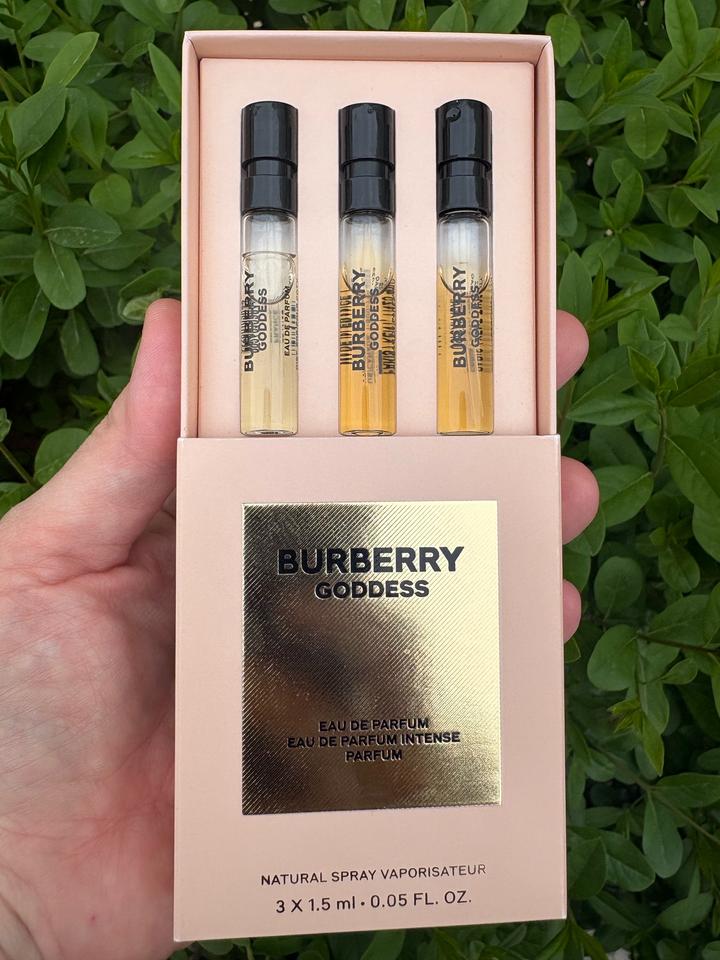 BURBERRY
GODDESS
EAU DE PARFUM
BURBERRY
GODDESS
BURBERRY
GODDESS
BURBERRY
GODDESS
EAU DE PARFUM
EAU DE PARFUM INTENSE
PARFUM
NATURAL SPRAY VAPORISATEUR
3 X 1.5 ml • 0.05 FL. OZ.